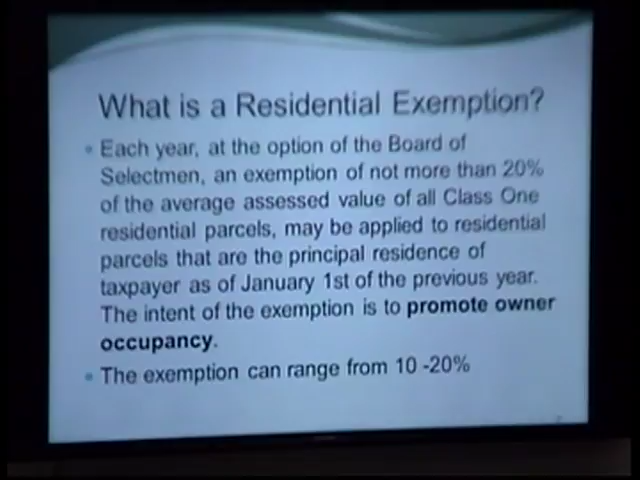 What is a Residential Exemption?
• Each year, at the option of the Board of
Selectmen, an exemption of not more than 20%
of the average assessed value of all Class One
residential parcels, may be applied to residential
parcels that are the principal residence of
taxpayer as of January 1st of the previous year.
The intent of the exemption is to promote owner
occupancy.
• The exemption can range from 10 -20%